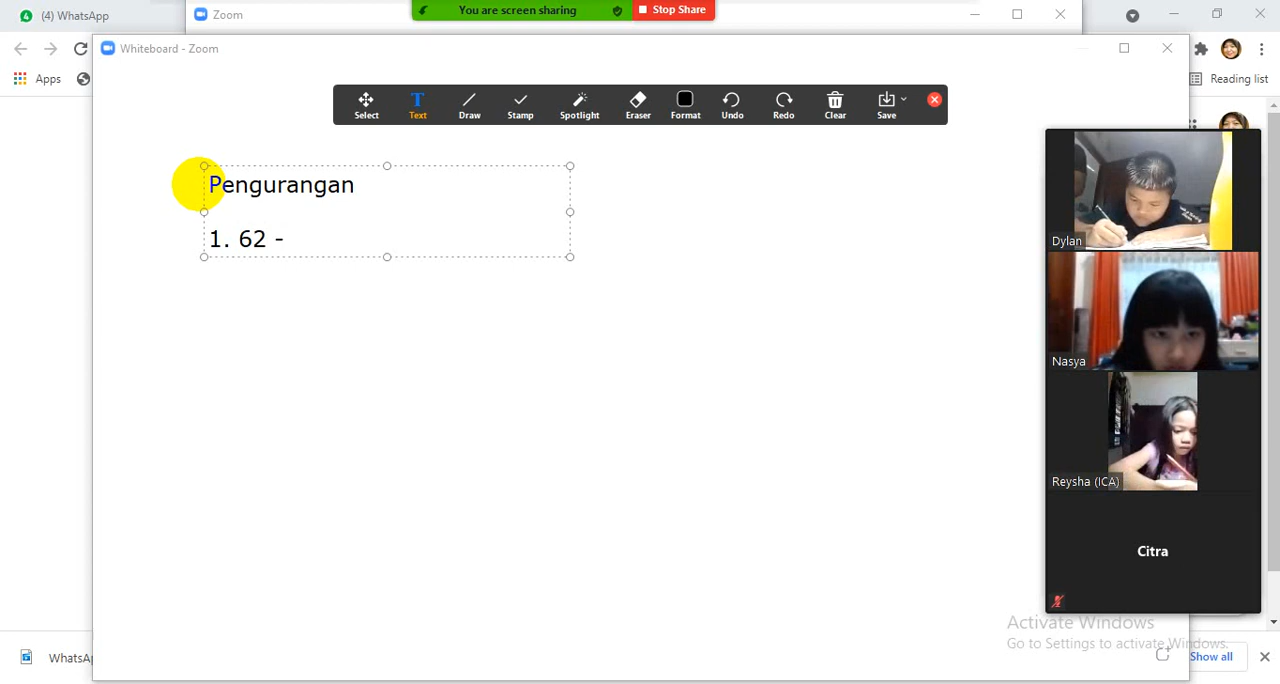 (4) WhatsApp
Zoom
You are screen sharing
Stop Share
Whiteboard - Zoom
Apps
Reading list
Select
Text
Draw
Stamp
Spotlight
Eraser
Format
Undo
Redo
Clear
Save
Pengurangan
1. 62 -
Dylan
Nasya
Reysha (ICA)
Citra
Activate Windows
Go to Settings to activate Windows.
WhatsAp
Show all